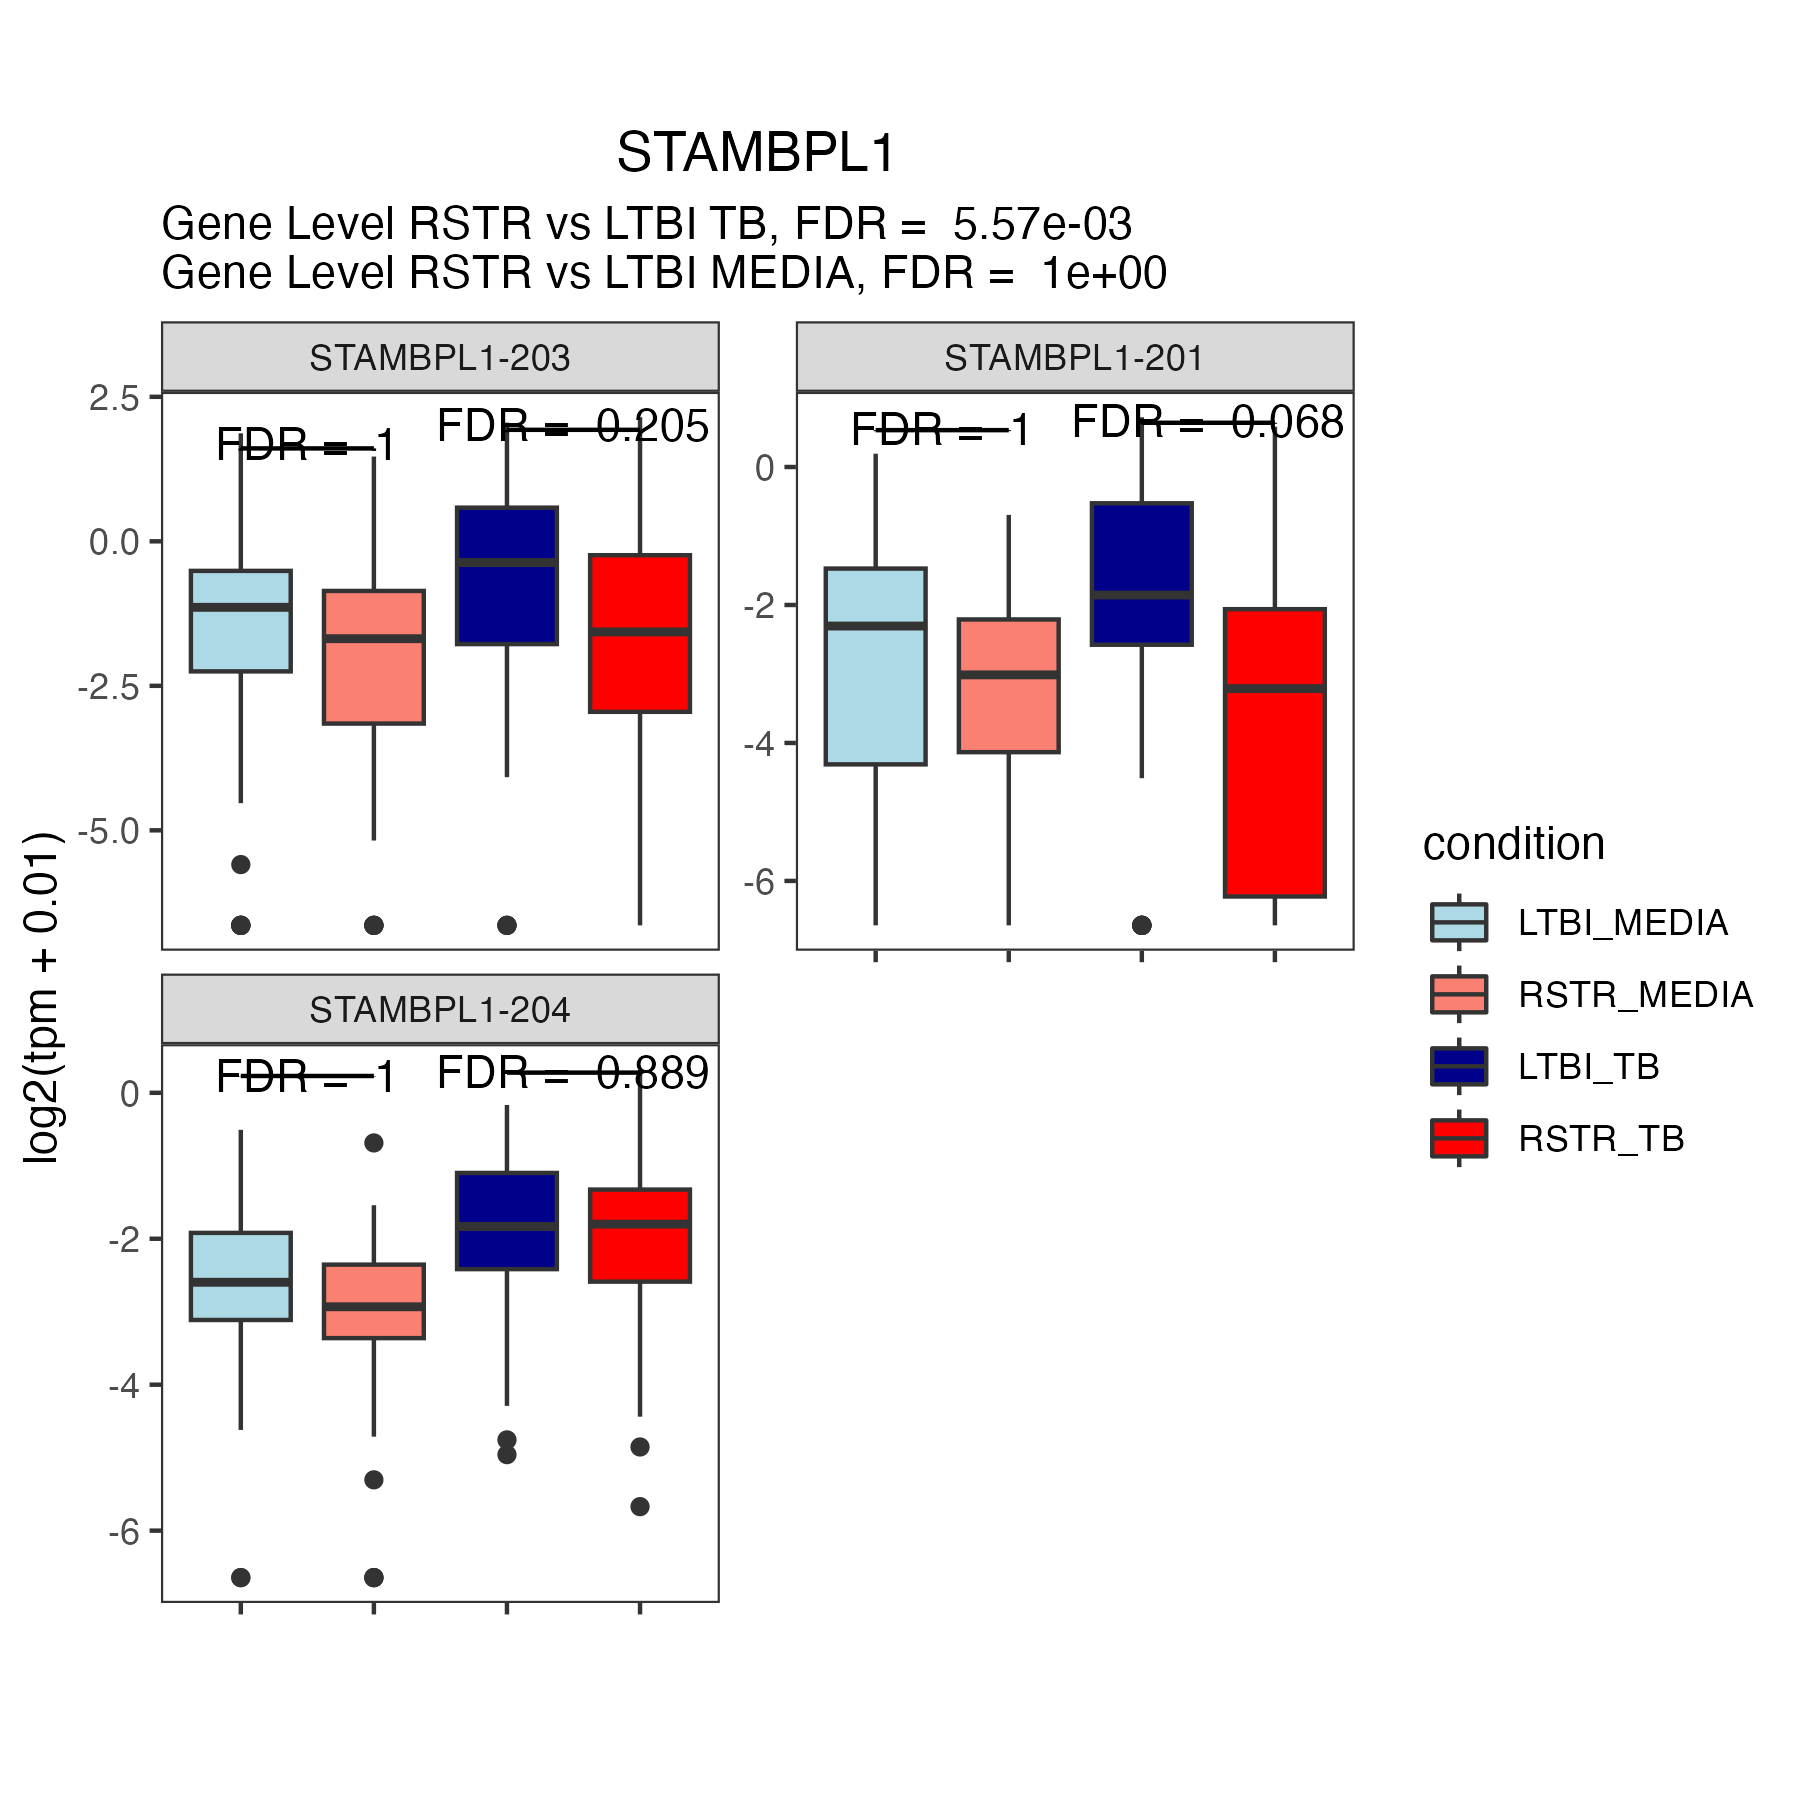 STAMBPL1
Gene Level RSTR vs LTBI TB, FDR = 5.57e-03
Gene Level RSTR vs LTBI MEDIA, FDR = 1e+00
STAMBPL1-203
FDR = 1
FDR = 0.205
2.5
0.0
-2.5
-5.0
STAMBPL1-201
FDR = 1
FDR = 0.068
0
-2
-4
-6
STAMBPL1-204
FDR = 1
FDR = 0.889
0
-2
-4
-6
log2(tpm + 0.01)
condition
LTBI_MEDIA
RSTR_MEDIA
LTBI_TB
RSTR_TB